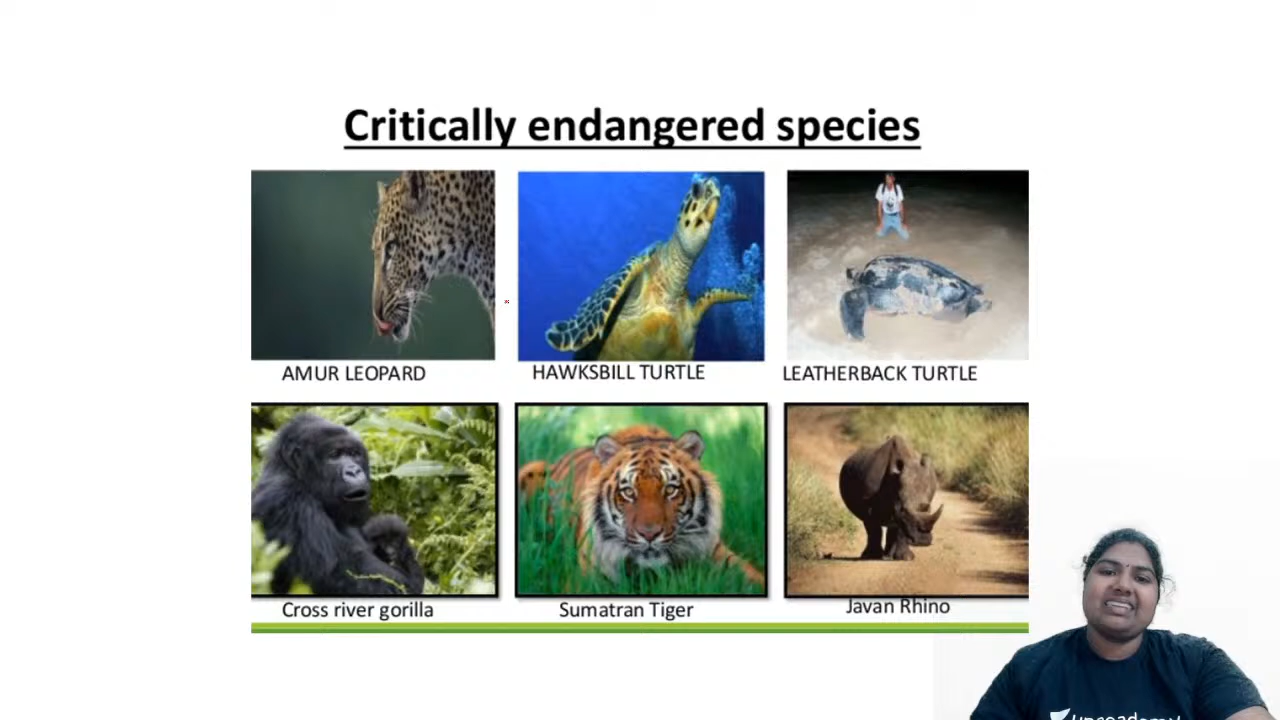 Critically endangered species
AMUR LEOPARD
HAWKSBILL TURTLE
LEATHERBACK TURTLE
Cross river gorilla
Sumatran Tiger
Javan Rhino